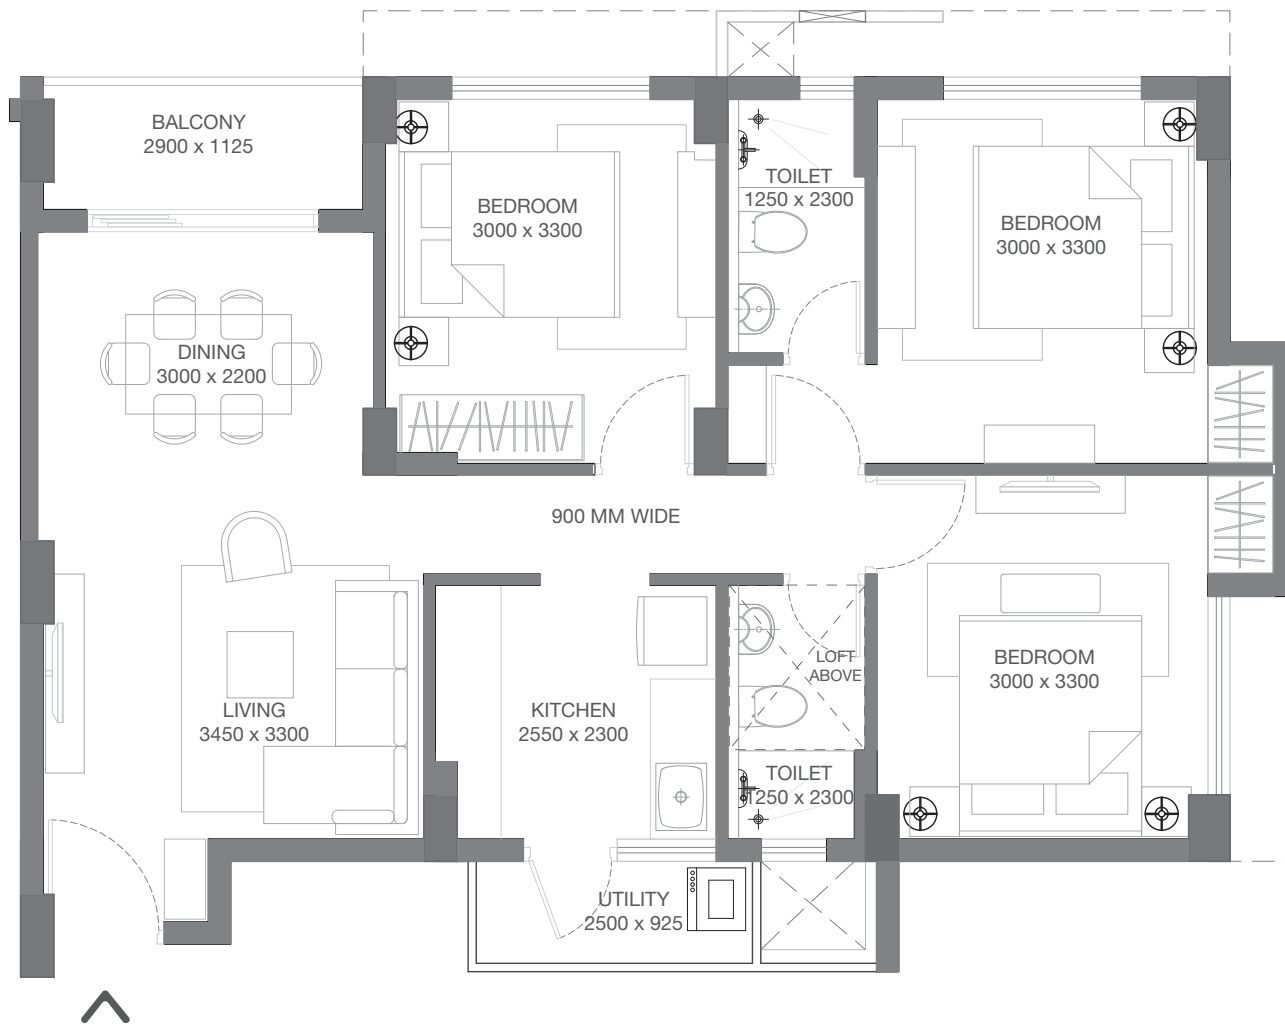 BALCONY
2900 x 1125
BEDROOM
3000 x 3300
TOILET
1250 x 2300
BEDROOM
3000 x 3300
DINING
3000 x 2200
900 MM WIDE
LIVING
3450 x 3300
KITCHEN
2550 x 2300
LOFT
ABOVE
TOILET
1250 x 2300
BEDROOM
3000 x 3300
UTILITY
2500 x 925